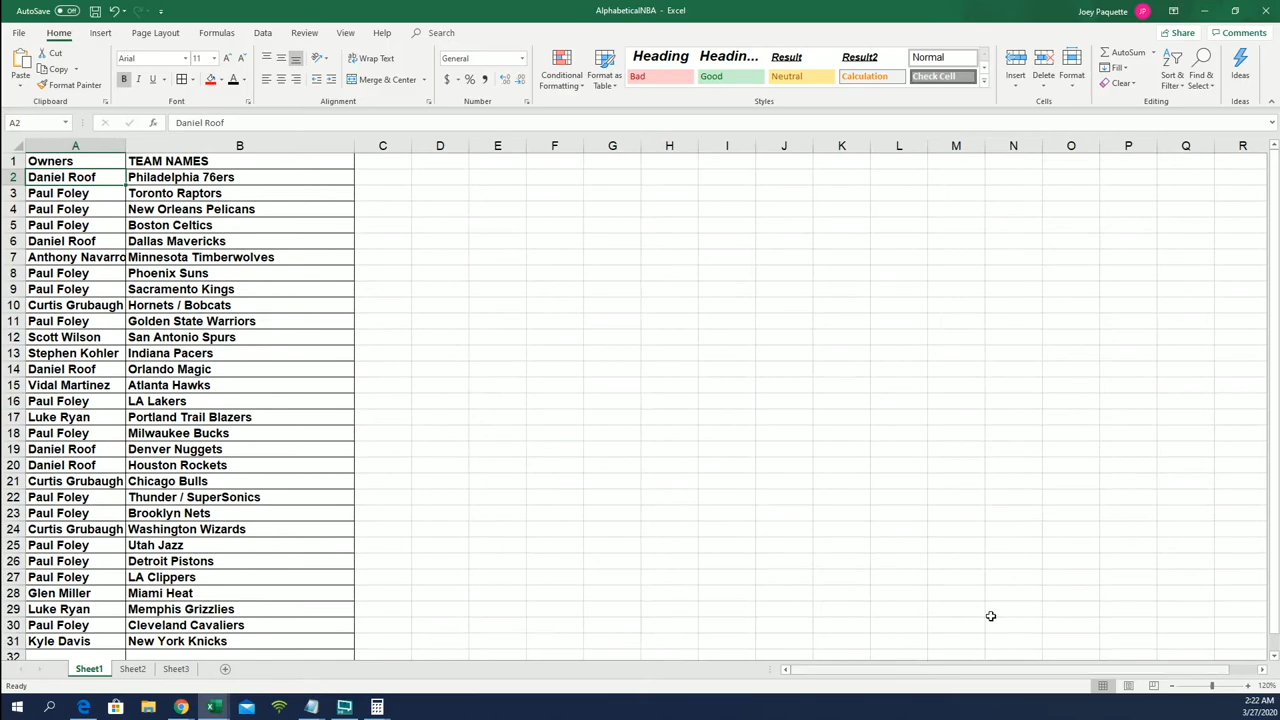 AutoSave Off AlphabeticalNBA - Excel Joey Paquette JP
File Home Insert Page Layout Formulas Data Review View Help Search Share Comments
Paste Cut Copy Format Painter Clipboard
Arial 11 A A B I U A Font
Wrap Text Merge & Center Alignment
General $ % , Number
Conditional Formatting Format as Table
Heading Headin... Result Result2 Normal
Bad Good Neutral Calculation Check Cell
Styles
Insert Delete Format Cells
AutoSum Fill Clear Sort & Filter Find & Select Editing
Ideas Ideas
A2 fx Daniel Roof
A B C D E F G H I J K L M N O P Q R
1 Owners TEAM NAMES
2 Daniel Roof Philadelphia 76ers
3 Paul Foley Toronto Raptors
4 Paul Foley New Orleans Pelicans
5 Paul Foley Boston Celtics
6 Daniel Roof Dallas Mavericks
7 Anthony Navarro Minnesota Timberwolves
8 Paul Foley Phoenix Suns
9 Paul Foley Sacramento Kings
10 Curtis Grubaugh Hornets / Bobcats
11 Paul Foley Golden State Warriors
12 Scott Wilson San Antonio Spurs
13 Stephen Kohler Indiana Pacers
14 Daniel Roof Orlando Magic
15 Vidal Martinez Atlanta Hawks
16 Paul Foley LA Lakers
17 Luke Ryan Portland Trail Blazers
18 Paul Foley Milwaukee Bucks
19 Daniel Roof Denver Nuggets
20 Daniel Roof Houston Rockets
21 Curtis Grubaugh Chicago Bulls
22 Paul Foley Thunder / SuperSonics
23 Paul Foley Brooklyn Nets
24 Curtis Grubaugh Washington Wizards
25 Paul Foley Utah Jazz
26 Paul Foley Detroit Pistons
27 Paul Foley LA Clippers
28 Glen Miller Miami Heat
29 Luke Ryan Memphis Grizzlies
30 Paul Foley Cleveland Cavaliers
31 Kyle Davis New York Knicks
32
Sheet1 Sheet2 Sheet3
Ready 120%
2:22 AM
3/27/2020